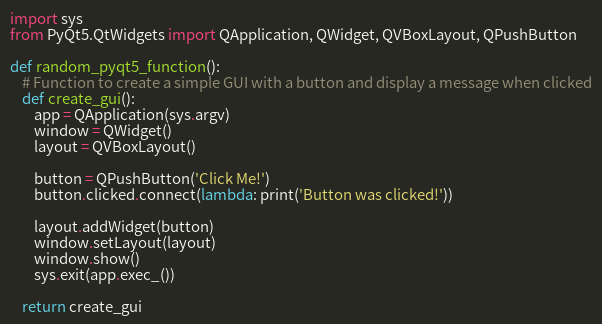 import sys
from PyQt5.QtWidgets import QApplication, QWidget, QVBoxLayout, QPushButton

def random_pyqt5_function():
    # Function to create a simple GUI with a button and display a message when clicked
    def create_gui():
        app = QApplication(sys.argv)
        window = QWidget()
        layout = QVBoxLayout()

        button = QPushButton('Click Me!')
        button.clicked.connect(lambda: print('Button was clicked!'))

        layout.addWidget(button)
        window.setLayout(layout)
        window.show()
        sys.exit(app.exec_())

    return create_gui